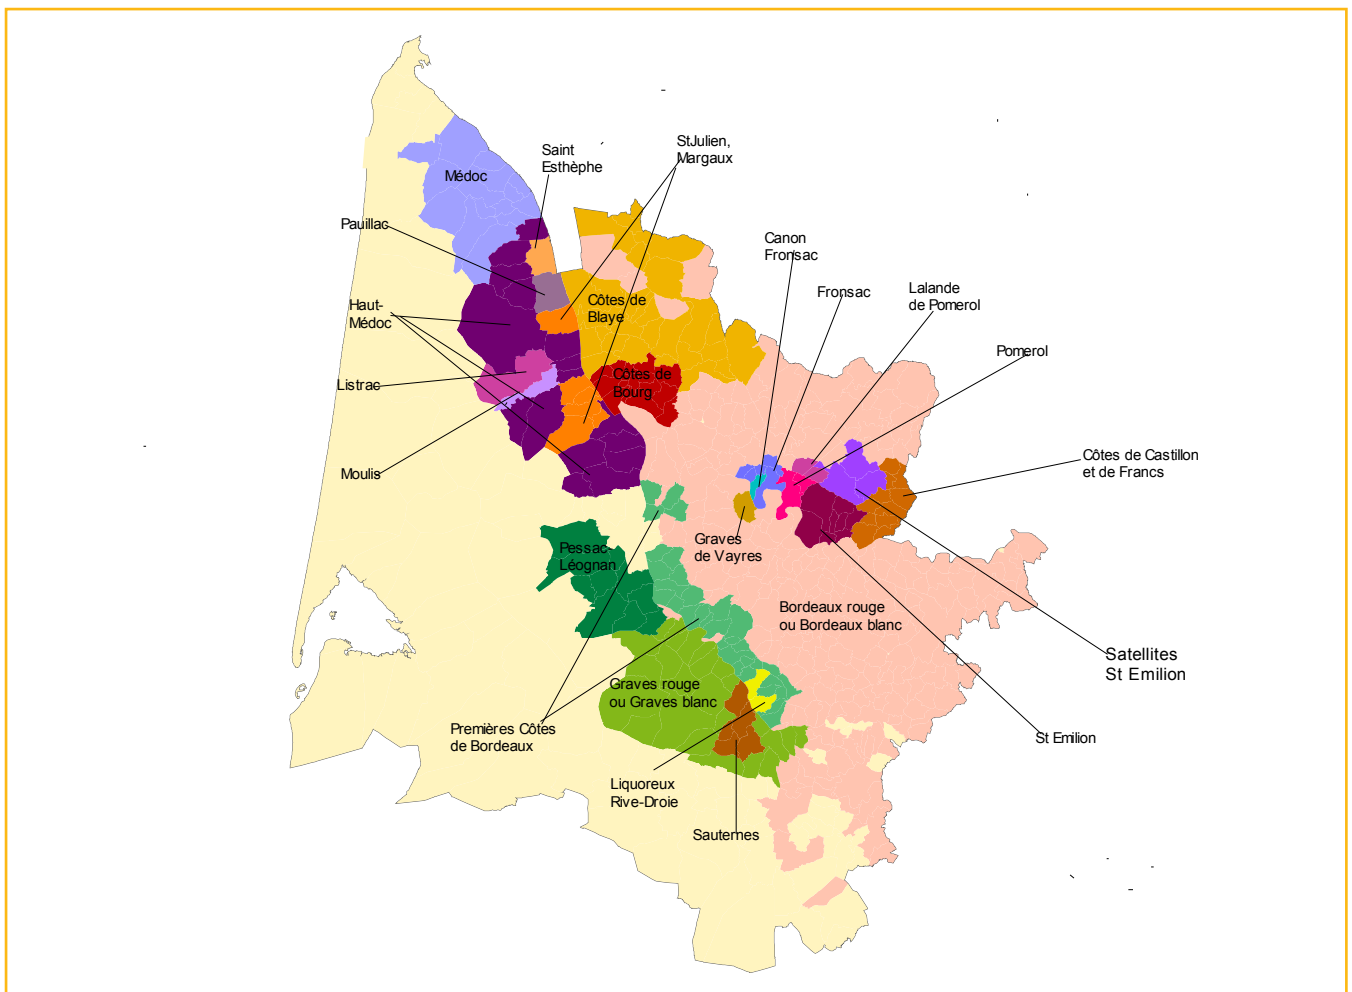 StJulien,
Margaux
Saint
Esthèphe
Médoc
Pauillac
Canon
Fronsac
Fronsac
Lalande
de Pomerol
Haut-
Médoc
Côtes de
Blaye
Pomerol
Listrac
Côtes de
Bourg
Moulis
Côtes de Castillon
et de Francs
Graves
de Vayres
Pessac-
Léognan
Bordeaux rouge
ou Bordeaux blanc
Satellites
St Emilion
Graves rouge
ou Graves blanc
Premières Côtes
de Bordeaux
St Emilion
Liquoreux
Rive-Droie
Sauternes